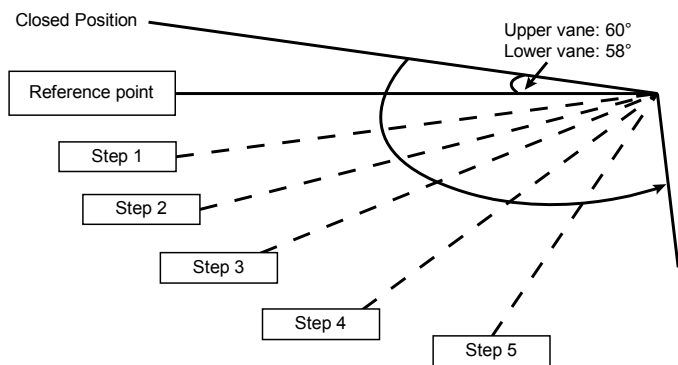 Closed Position
Upper vane: 60°
Lower vane: 58°
Reference point
Step 1
Step 2
Step 3
Step 4
Step 5